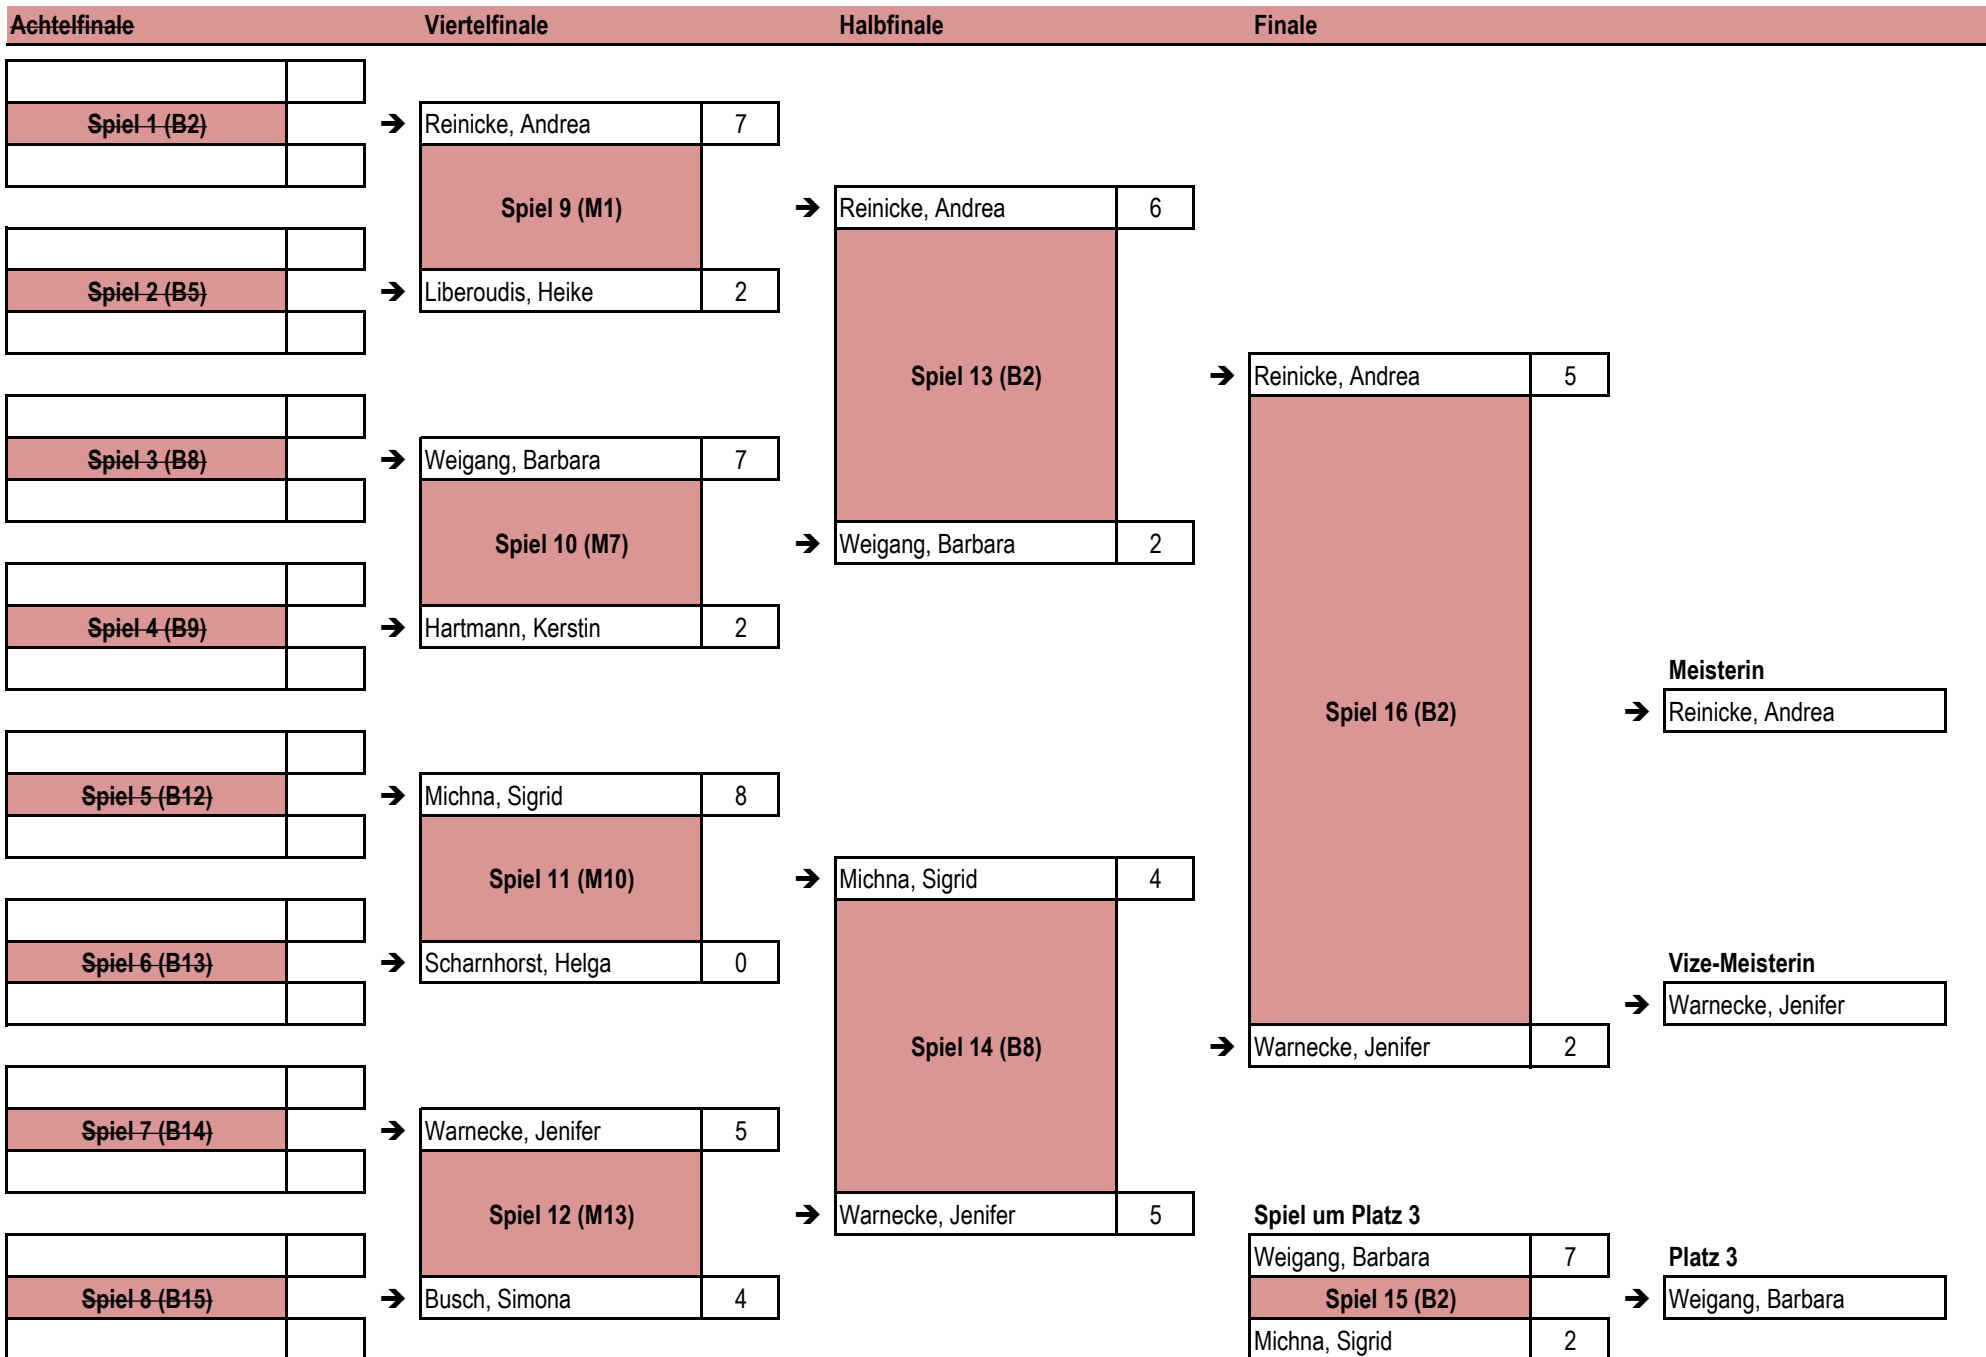 Achtelfinale Viertelfinale Halbfinale Finale
Spiel 1 (B2)
Reinicke, Andrea 7
Spiel 9 (M1)
Reinicke, Andrea 6
Spiel 2 (B5)
Liberoudis, Heike 2
Spiel 13 (B2)
Reinicke, Andrea 5
Spiel 3 (B8)
Weigang, Barbara 7
Spiel 10 (M7)
Weigang, Barbara 2
Spiel 4 (B9)
Hartmann, Kerstin 2
Meisterin
Spiel 16 (B2)
Reinicke, Andrea
Spiel 5 (B12)
Michna, Sigrid 8
Spiel 11 (M10)
Michna, Sigrid 4
Spiel 6 (B13)
Scharnhorst, Helga 0
Vize-Meisterin
Warnecke, Jenifer
Spiel 14 (B8)
Warnecke, Jenifer 2
Spiel 7 (B14)
Warnecke, Jenifer 5
Spiel 12 (M13)
Warnecke, Jenifer 5
Spiel um Platz 3
Weigang, Barbara 7
Platz 3
Spiel 8 (B15)
Busch, Simona 4
Spiel 15 (B2)
Weigang, Barbara
Michna, Sigrid 2